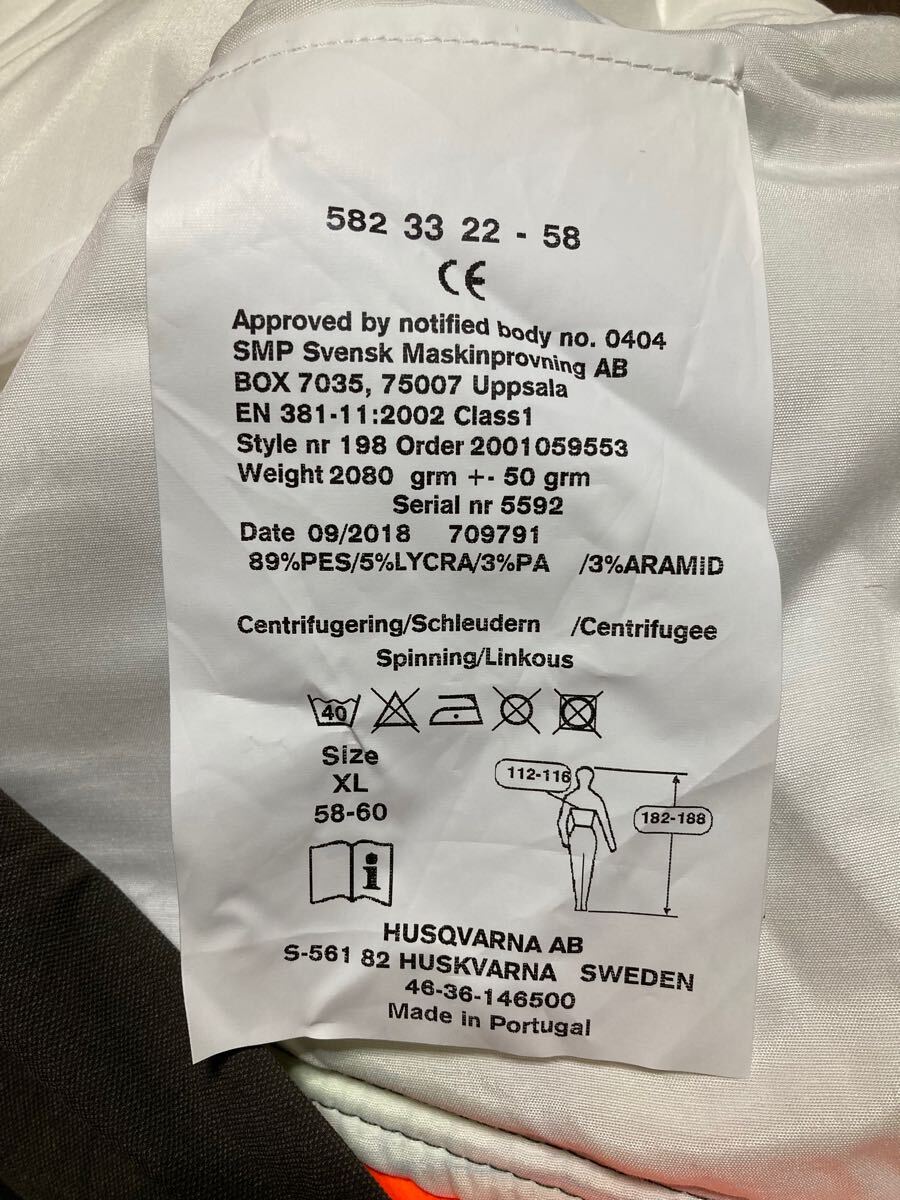 582 33 22 - 58
CE
Approved by notified body no. 0404
SMP Svensk Maskinprovning AB
BOX 7035, 75007 Uppsala
EN 381-11:2002 Class1
Style nr 198 Order 2001059553
Weight 2080 grm +- 50 grm
Serial nr 5592
Date 09/2018 709791
89%PES/5%LYCRA/3%PA /3%ARAMiD
Centrifugering/Schleudern /Centrifugee
Spinning/Linkous
40
Size
XL
58-60
112-116
182-188
i
HUSQVARNA AB
S-561 82 HUSKVARNA SWEDEN
46-36-146500
Made in Portugal